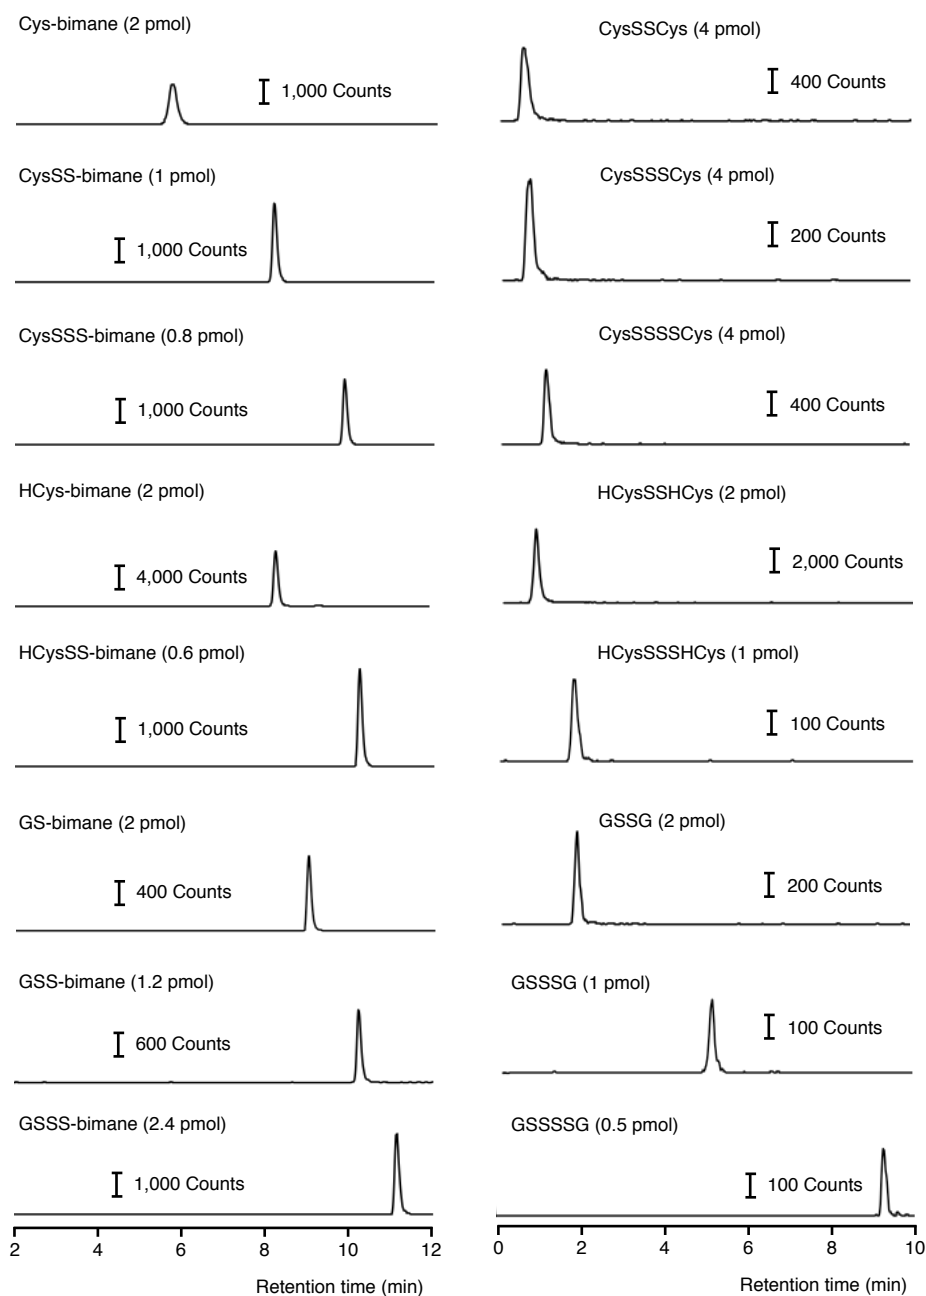 Cys-bimane (2 pmol)
1,000 Counts
CysSS-bimane (1 pmol)
1,000 Counts
CysSSS-bimane (0.8 pmol)
1,000 Counts
HCys-bimane (2 pmol)
4,000 Counts
HCysSS-bimane (0.6 pmol)
1,000 Counts
GS-bimane (2 pmol)
400 Counts
GSS-bimane (1.2 pmol)
600 Counts
GSSS-bimane (2.4 pmol)
1,000 Counts
2 4 6 8 10 12
Retention time (min)
CysSSCys (4 pmol)
400 Counts
CysSSSCys (4 pmol)
200 Counts
CysSSSSCys (4 pmol)
400 Counts
HCysSSHCys (2 pmol)
2,000 Counts
HCysSSSHCys (1 pmol)
100 Counts
GSSG (2 pmol)
200 Counts
GSSSG (1 pmol)
100 Counts
GSSSSG (0.5 pmol)
100 Counts
0 2 4 6 8 10
Retention time (min)